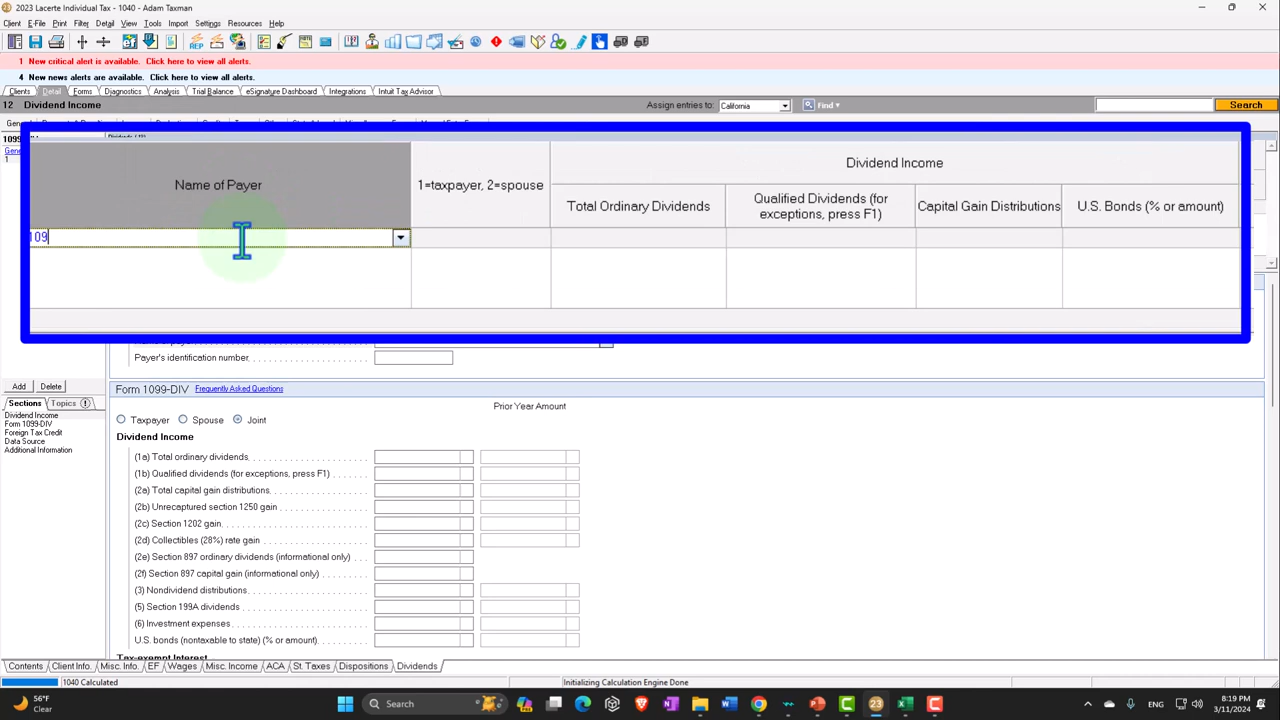 2023 Lacerte Individual Tax - 1040 - Adam Taxman
Client E-File Print Filter Detail View Tools Import Settings Resources Help
1 New critical alert is available. Click here to view all alerts.
4 New news alerts are available. Click here to view all alerts.
Clients Detail Forms Diagnostics Analysis Trial Balance eSignature Dashboard Integrations Intuit Tax Advisor
12 Dividend Income Assign entries to: California Find Search
Dividend Income
Name of Payer 1=taxpayer, 2=spouse
Total Ordinary Dividends Qualified Dividends (for exceptions, press F1) Capital Gain Distributions U.S. Bonds (% or amount)
109
1
Payer's identification number
Add Delete
Form 1099-DIV Frequently Asked Questions
Sections Topics
Prior Year Amount
Dividend Income
Form 1099-DIV
Foreign Tax Credit
Data Source
Additional Information
Taxpayer Spouse Joint
Dividend Income
(1a) Total ordinary dividends
(1b) Qualified dividends (for exceptions, press F1)
(2a) Total capital gain distributions
(2b) Unrecaptured section 1250 gain
(2c) Section 1202 gain
(2d) Collectibles (28%) rate gain
(2e) Section 897 ordinary dividends (informational only)
(2f) Section 897 capital gain (informational only)
(3) Nondividend distributions
(5) Section 199A dividends
(6) Investment expenses
U.S. bonds (nontaxable to state) (% or amount)
Tax-exempt Interest
Contents Client Info. Misc. Info. EF Wages Misc. Income ACA St. Taxes Dispositions Dividends
1040 Calculated Initializing Calculation Engine Done
56°F
Clear
Search
23
ENG
8:19 PM
3/11/2024